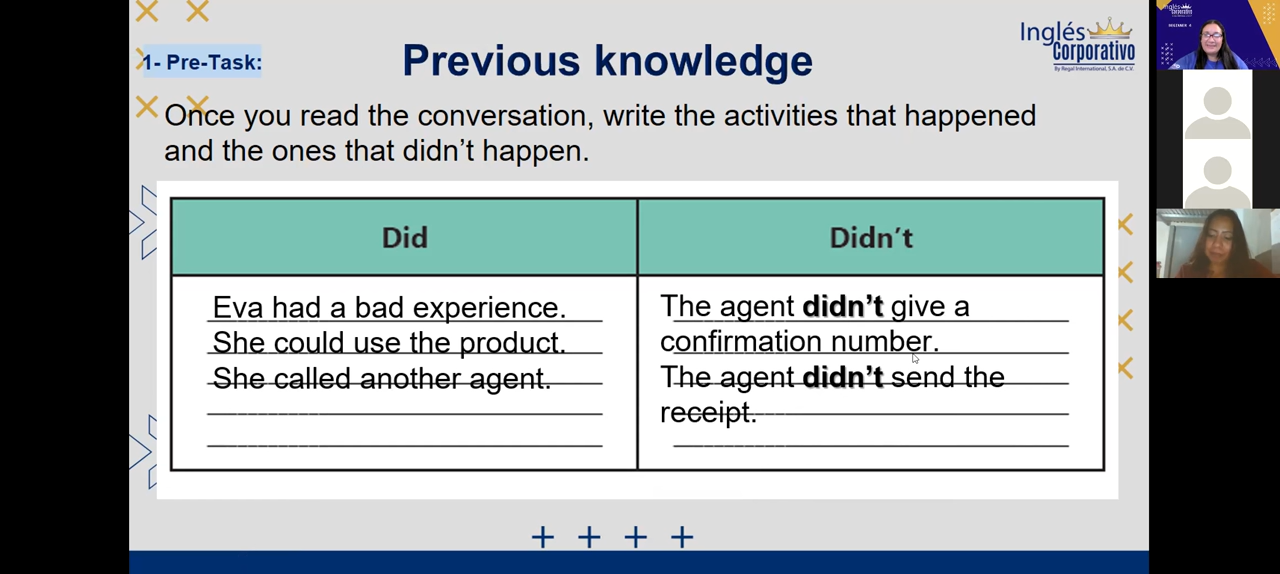 1- Pre-Task:
Previous knowledge
Inglés
Corporativo
By Regal International, S.A. de C.V.
Once you read the conversation, write the activities that happened
and the ones that didn’t happen.
Did
Didn’t
Eva had a bad experience.
She could use the product.
She called another agent.
The agent didn’t give a
confirmation number.
The agent didn’t send the
receipt.